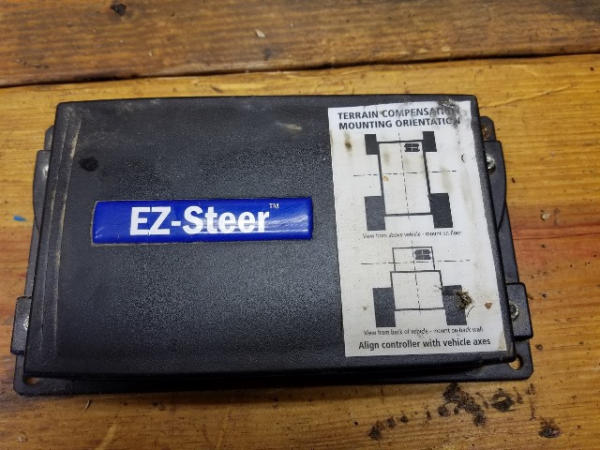 EZ-Steer™
TERRAIN COMPENSATION
MOUNTING ORIENTATION
View from above vehicle - mount on floor
View from back of vehicle - mount on back wall
Align controller with vehicle axes